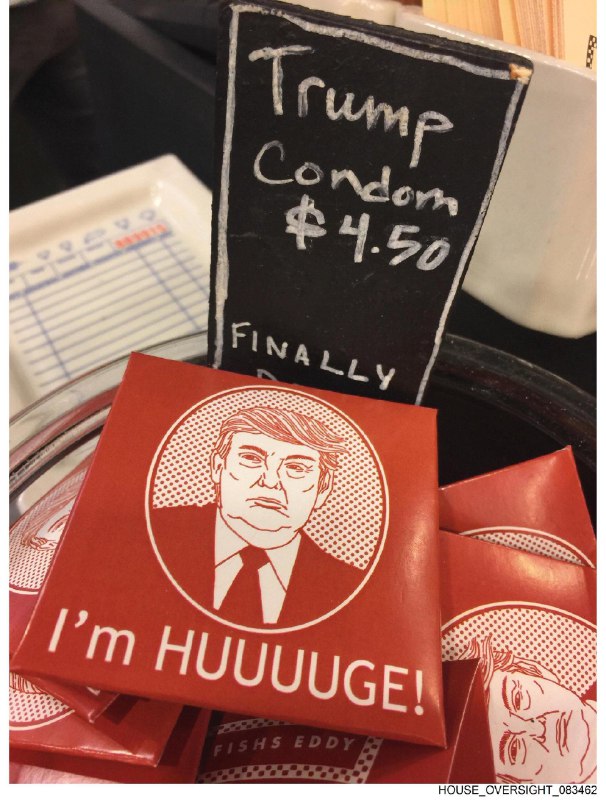 Trump
Condom
$4.50
FINALLY
I'm HUUUUGE!
FISHS EDDY
HOUSE_OVERSIGHT_083462